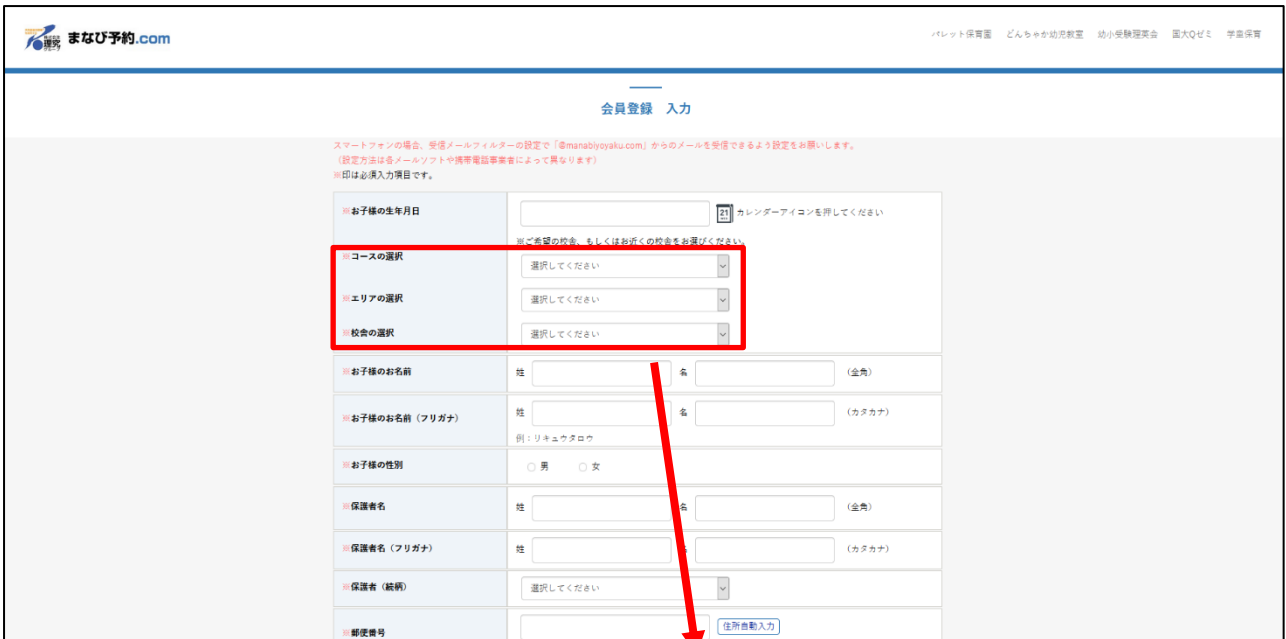 理究
まなび予約.com
パレット保育園 どんちゃか幼児教室 幼小受験理英会 国大Qゼミ 学童保育
会員登録 入力
スマートフォンの場合、受信メールフィルターの設定で「@manabiyoyaku.com」からのメールを受信できるよう設定をお願いします。
(設定方法は各メールソフトや携帯電話事業者によって異なります)
※印は必須入力項目です。
※お子様の生年月日
21 カレンダーアイコンを押してください
※ご希望の校舎、もしくはお近くの校舎をお選びください。
※コースの選択 選択してください
※エリアの選択 選択してください
※校舎の選択 選択してください
※お子様のお名前 姓 名 (全角)
※お子様のお名前(フリガナ) 姓 名 (カタカナ)
例:リキュウタロウ
※お子様の性別 男 女
※保護者名 姓 名 (全角)
※保護者名(フリガナ) 姓 (カタカナ)
※保護者(続柄) 選択してください
※郵便番号 住所自動入力